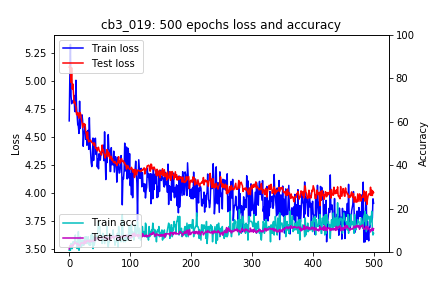 cb3_019: 500 epochs loss and accuracy
Train loss
Test loss
Train acc
Test acc
Loss
5.25
5.00
4.75
4.50
4.25
4.00
3.75
3.50
Accuracy
100
80
60
40
20
0
0 100 200 300 400 500